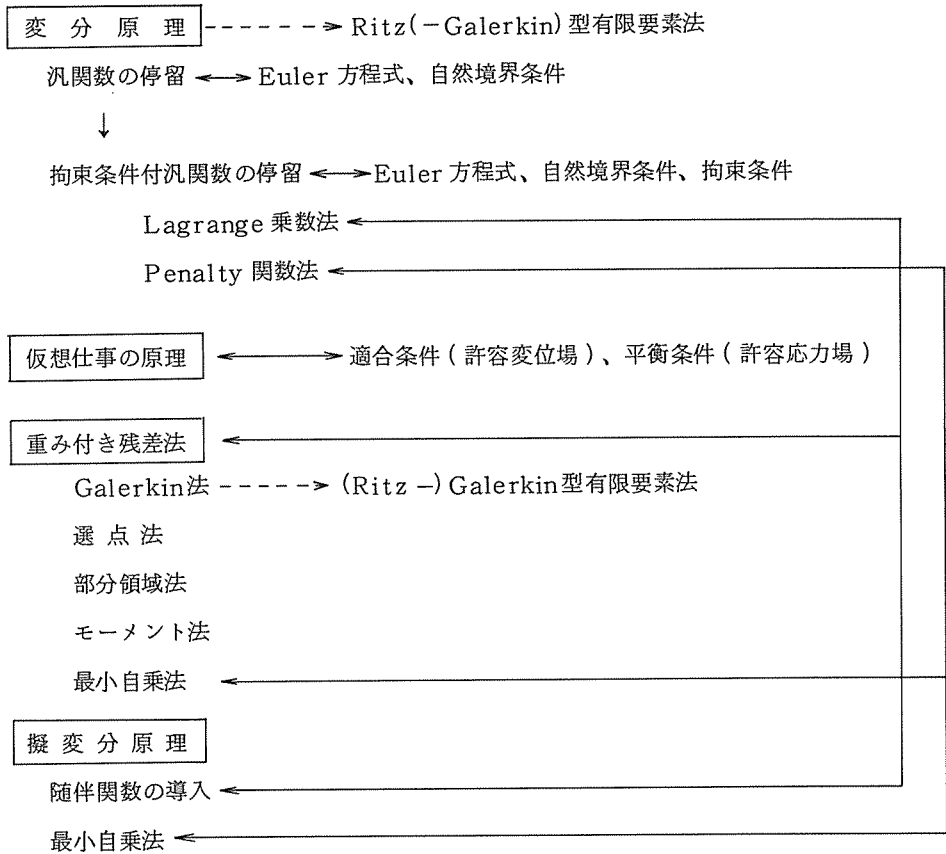 変分原理 -----→ Ritz(-Galerkin)型有限要素法
汎関数の停留 ←→ Euler 方程式、自然境界条件
↓
拘束条件付汎関数の停留 ←→ Euler 方程式、自然境界条件、拘束条件
Lagrange 乗数法
Penalty 関数法
仮想仕事の原理 ←→ 適合条件(許容変位場)、平衡条件(許容応力場)
重み付き残差法
Galerkin法 -----→ (Ritz-)Galerkin型有限要素法
選点法
部分領域法
モーメント法
最小自乗法
擬変分原理
随伴関数の導入
最小自乗法